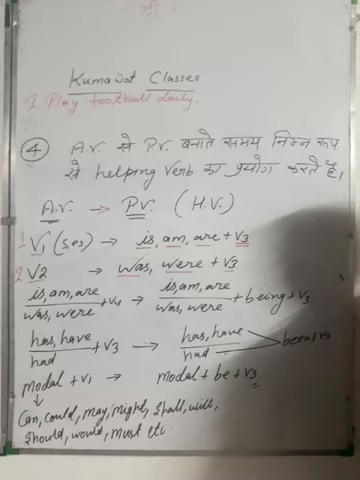 श्री
Kumawat Classes
I Play football daily.
④ A.V. से P.V. बनाते समय निम्न रूप
से helping Verb का प्रयोग करते है।
A.V. → P.V. (H.V.)
1 V1 (s, es) → is, am, are + V3
2 V2 → was, were + V3
is, am, are / was, were + V4 → is, am, are / was, were + being + V3
has, have / had + V3 → has, have / had been + V3
modal + V1 → modal + be + V3
↓
Can, could, may, might, Shall, will,
Should, would, Must etc